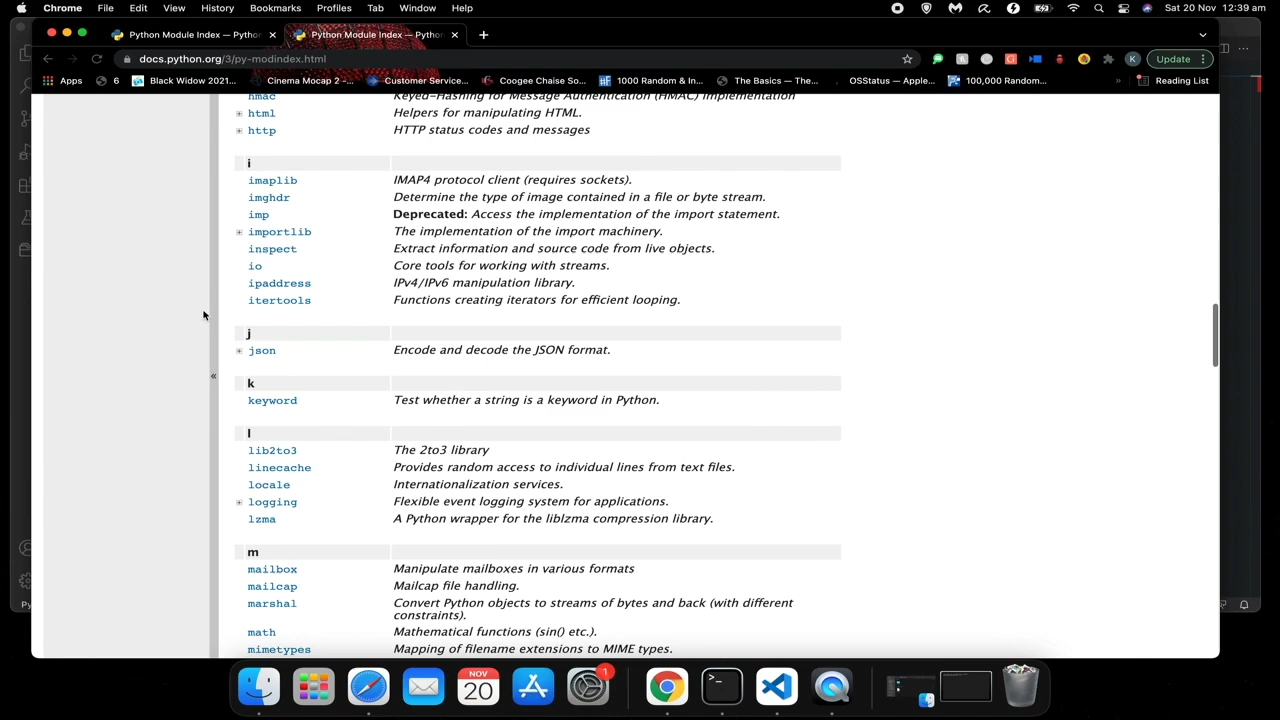 Chrome File Edit View History Bookmarks Profiles Tab Window Help Sat 20 Nov 12:39 am
Python Module Index — Pytho Python Module Index — Pytho
docs.python.org/3/py-modindex.html K Update
Apps 6 Black Widow 2021... Cinema Mocap 2 -... Customer Service... Coogee Chaise So... 1000 Random & In... The Basics — The... OSStatus — Apple... 100,000 Random... » Reading List
hmac Keyed-Hashing for Message Authentication (HMAC) implementation
html Helpers for manipulating HTML.
http HTTP status codes and messages
i
imaplib IMAP4 protocol client (requires sockets).
imghdr Determine the type of image contained in a file or byte stream.
imp Deprecated: Access the implementation of the import statement.
importlib The implementation of the import machinery.
inspect Extract information and source code from live objects.
io Core tools for working with streams.
ipaddress IPv4/IPv6 manipulation library.
itertools Functions creating iterators for efficient looping.
j
json Encode and decode the JSON format.
«
k
keyword Test whether a string is a keyword in Python.
l
lib2to3 The 2to3 library
linecache Provides random access to individual lines from text files.
locale Internationalization services.
logging Flexible event logging system for applications.
lzma A Python wrapper for the liblzma compression library.
m
mailbox Manipulate mailboxes in various formats
mailcap Mailcap file handling.
marshal Convert Python objects to streams of bytes and back (with different
constraints).
math Mathematical functions (sin() etc.).
mimetypes Mapping of filename extensions to MIME types.
Py
NOV
20
1
>_